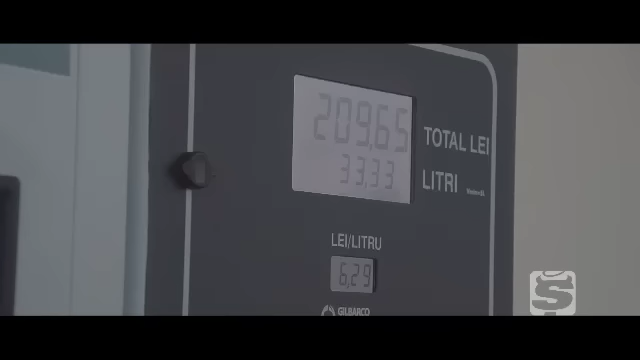 209,65
TOTAL LEI
33,33
LITRI
LEI/LITRU
6,29
GILBARCO
S